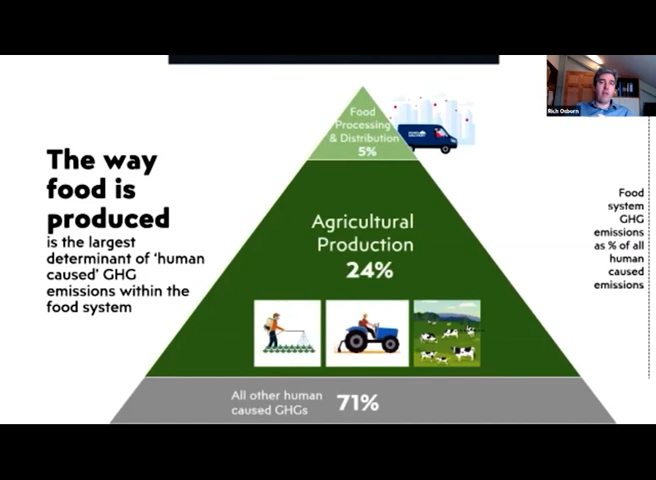 The way
food is
produced
is the largest
determinant of ‘human
caused’ GHG
emissions within the
food system
Food
Processing
& Distribution
5%
Agricultural
Production
24%
All other human
caused GHGs
71%
Food
system
GHG
emissions
as % of all
human
caused
emissions
Rich Osborn